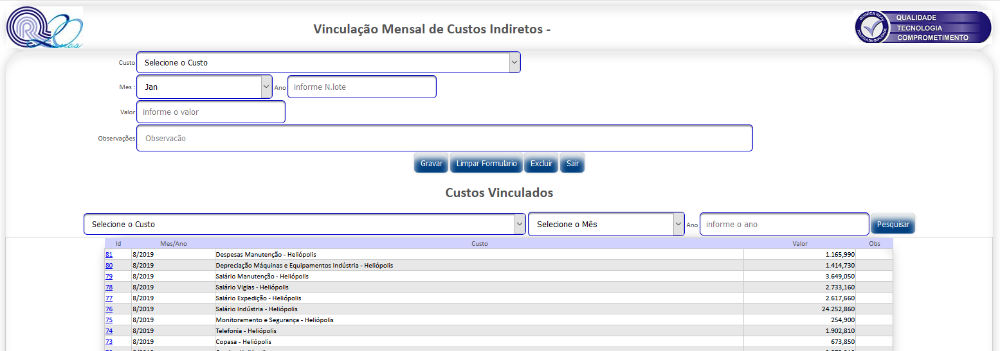 Vinculação Mensal de Custos Indiretos -
QUÍMICA REAL
POLÍTICA DA QUALIDADE
QUALIDADE
TECNOLOGIA
COMPROMETIMENTO
Custo Selecione o Custo
Mes : Jan Ano informe N.lote
Valor informe o valor
Observações Observacão
Gravar Limpar Formulario Excluir Sair
Custos Vinculados
Selecione o Custo Selecione o Mês Ano informe o ano Pesquisar
Id Mes/Ano Custo Valor Obs
81 8/2019 Despesas Manutenção - Heliópolis 1.165,990
80 8/2019 Depreciação Máquinas e Equipamentos Indústria - Heliópolis 1.414,730
79 8/2019 Salário Manutenção - Heliópolis 3.649,050
78 8/2019 Salário Vigias - Heliópolis 2.733,160
77 8/2019 Salário Expedição - Heliópolis 2.617,660
76 8/2019 Salário Indústria - Heliópolis 24.252,860
75 8/2019 Monitoramento e Segurança - Heliópolis 254,900
74 8/2019 Telefonia - Heliópolis 1.902,810
73 8/2019 Copasa - Heliópolis 673,850